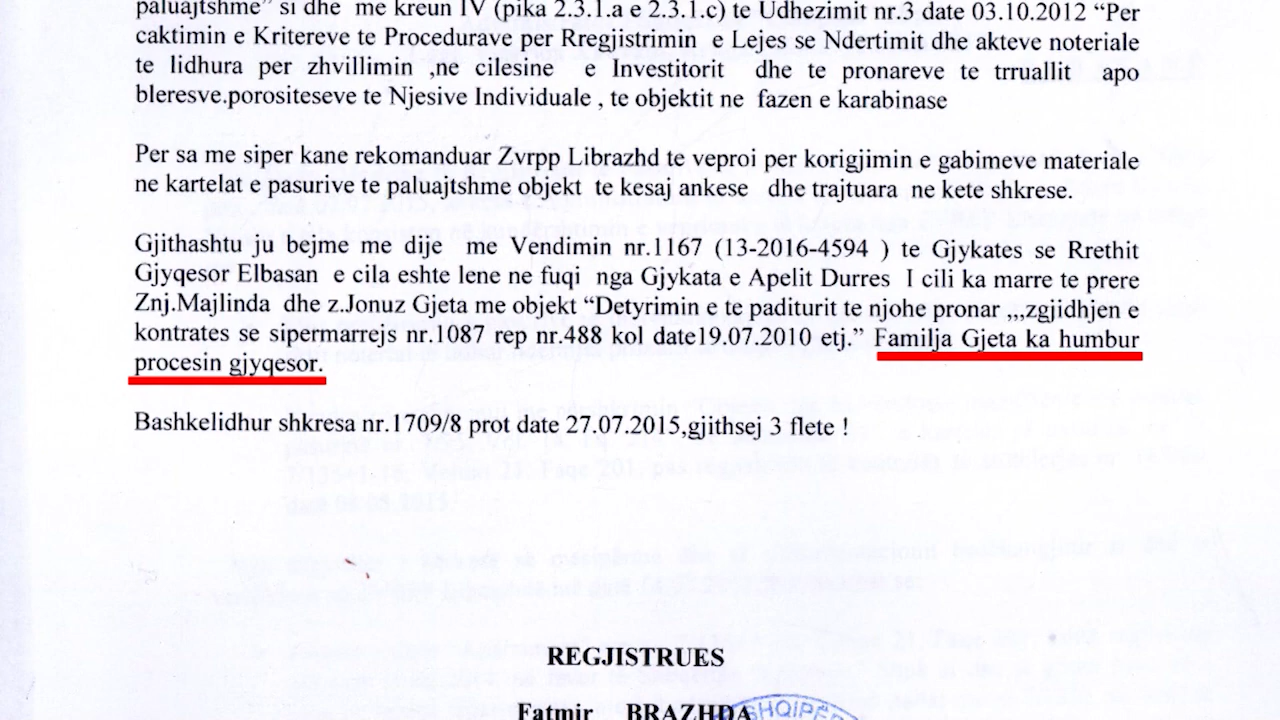 paluajtshme” si dhe me kreun IV (pika 2.3.1.a e 2.3.1.c) te Udhezimit nr.3 date 03.10.2012 “Per
caktimin e Kritereve te Procedurave per Rregjistrimin e Lejes se Ndertimit dhe akteve noteriale
te lidhura per zhvillimin ,ne cilesine e Investitorit dhe te pronareve te trruallit apo
bleresve,porositeseve te Njesive Individuale , te objektit ne fazen e karabinase
Per sa me siper kane rekomanduar Zvrpp Librazhd te veproi per korigjimin e gabimeve materiale
ne kartelat e pasurive te paluajtshme objekt te kesaj ankese dhe trajtuara ne kete shkrese.
Gjithashtu ju bejme me dije me Vendimin nr.1167 (13-2016-4594 ) te Gjykates se Rrethit
Gjyqesor Elbasan e cila eshte lene ne fuqi nga Gjykata e Apelit Durres I cili ka marre te prere
Znj.Majlinda dhe z.Jonuz Gjeta me objekt “Detyrimin e te paditurit te njohe pronar „,zgjidhjen e
kontrates se sipermarrejs nr.1087 rep nr.488 kol date19.07.2010 etj.” Familja Gjeta ka humbur
procesin gjyqesor.
Bashkelidhur shkresa nr.1709/8 prot date 27.07.2015,gjithsej 3 flete !
REGJISTRUES
Fatmir BRAZHDA
SHQIPËR